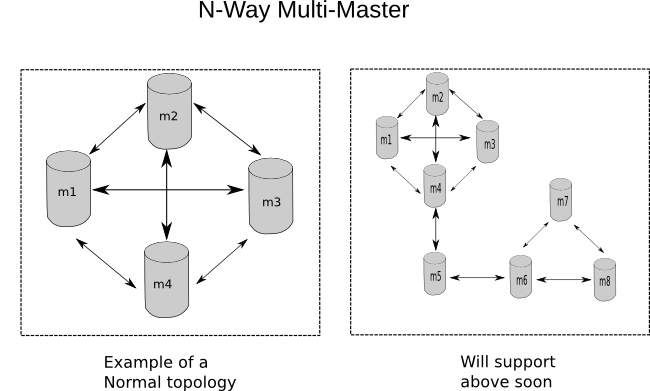 N-Way Multi-Master
m2
m1
m3
m4
m2
m1
m3
m4
m7
m5
m6
m8
Example of a
Normal topology
Will support
above soon